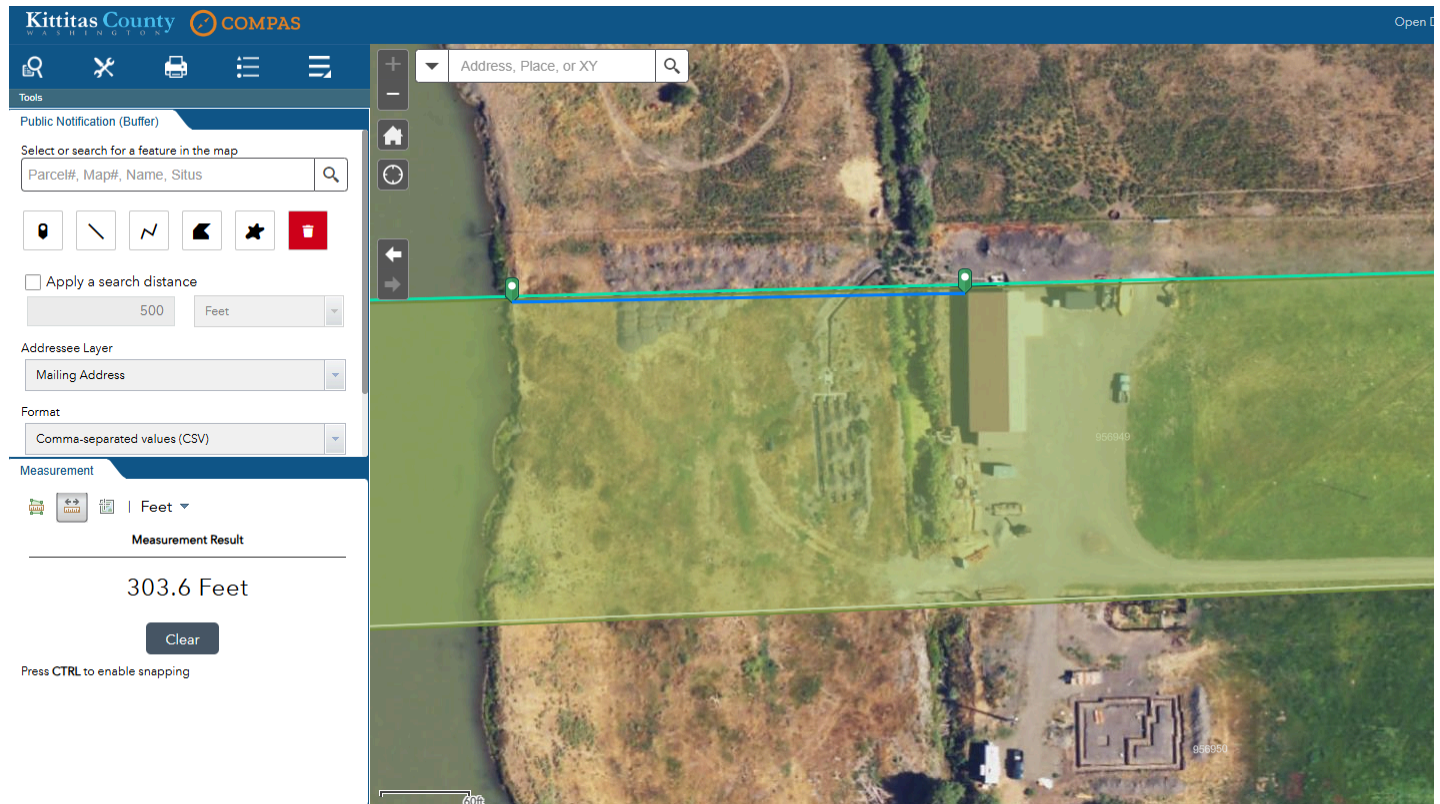 Kittitas County
WASHINGTON
COMPAS
Open D
Tools
Public Notification (Buffer)
Select or search for a feature in the map
Parcel#, Map#, Name, Situs
Apply a search distance
500
Feet
Addressee Layer
Mailing Address
Format
Comma-separated values (CSV)
Measurement
Feet
Measurement Result
303.6 Feet
Clear
Press CTRL to enable snapping
Address, Place, or XY
956949
956950
60ft